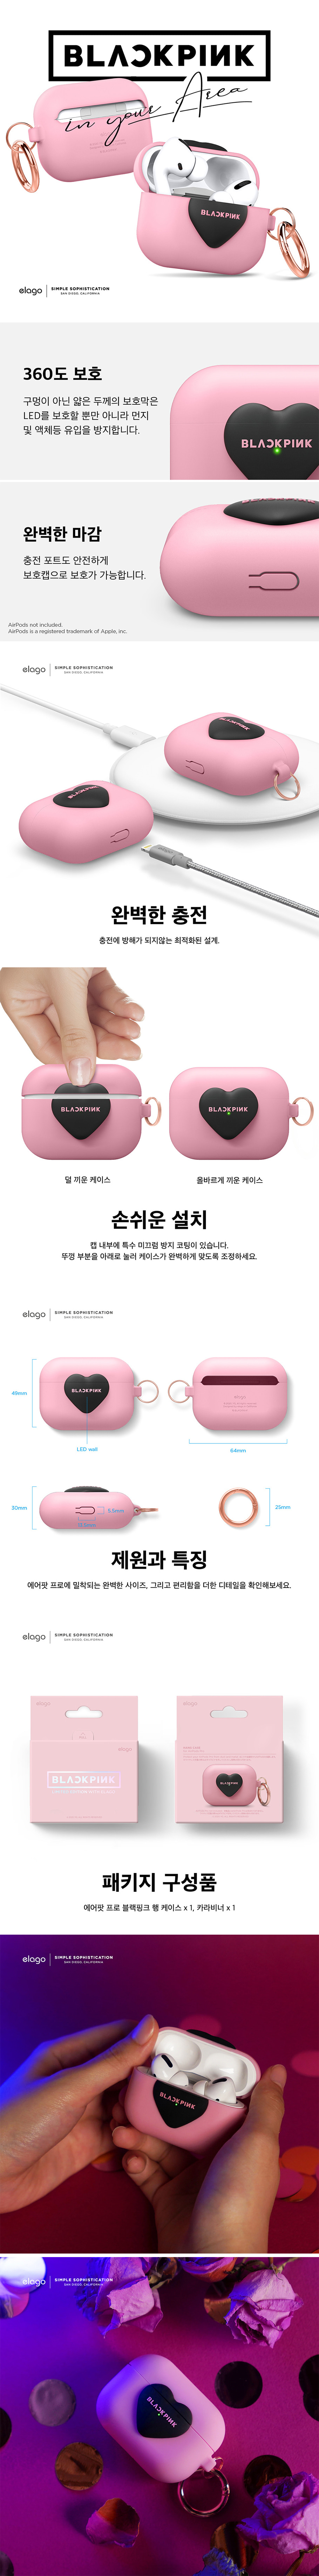 BLACKPINK
in your Area
BLACKPINK
elago
SIMPLE SOPHISTICATION
SAN DIEGO, CALIFORNIA
360도 보호
구멍이 아닌 얇은 두께의 보호막은
LED를 보호할 뿐만 아니라 먼지
및 액체등 유입을 방지합니다.
BLACKPINK
완벽한 마감
충전 포트도 안전하게
보호캡으로 보호가 가능합니다.
AirPods not included.
AirPods is a registered trademark of Apple, inc.
elago
SIMPLE SOPHISTICATION
SAN DIEGO, CALIFORNIA
BLACKPINK
BLACKPINK
완벽한 충전
충전에 방해가 되지않는 최적화된 설계.
BLACKPINK
BLACKPINK
덜 끼운 케이스
올바르게 끼운 케이스
손쉬운 설치
캡 내부에 특수 미끄럼 방지 코팅이 있습니다.
뚜껑 부분을 아래로 눌러 케이스가 완벽하게 맞도록 조정하세요.
elago
SIMPLE SOPHISTICATION
SAN DIEGO, CALIFORNIA
49mm
BLACKPINK
elago
LED wall
64mm
30mm
5.5mm
25mm
제원과 특징
에어팟 프로에 밀착되는 완벽한 사이즈, 그리고 편리함을 더한 디테일을 확인해보세요.
elago
SIMPLE SOPHISTICATION
SAN DIEGO, CALIFORNIA
elago
elago
elago
elago
BLACKPINK
BLACKPINK
패키지 구성품
에어팟 프로 블랙핑크 행 케이스 x 1, 카라비너 x 1
elago
SIMPLE SOPHISTICATION
SAN DIEGO, CALIFORNIA
BLACKPINK
elago
SIMPLE SOPHISTICATION
SAN DIEGO, CALIFORNIA
BLACKPINK